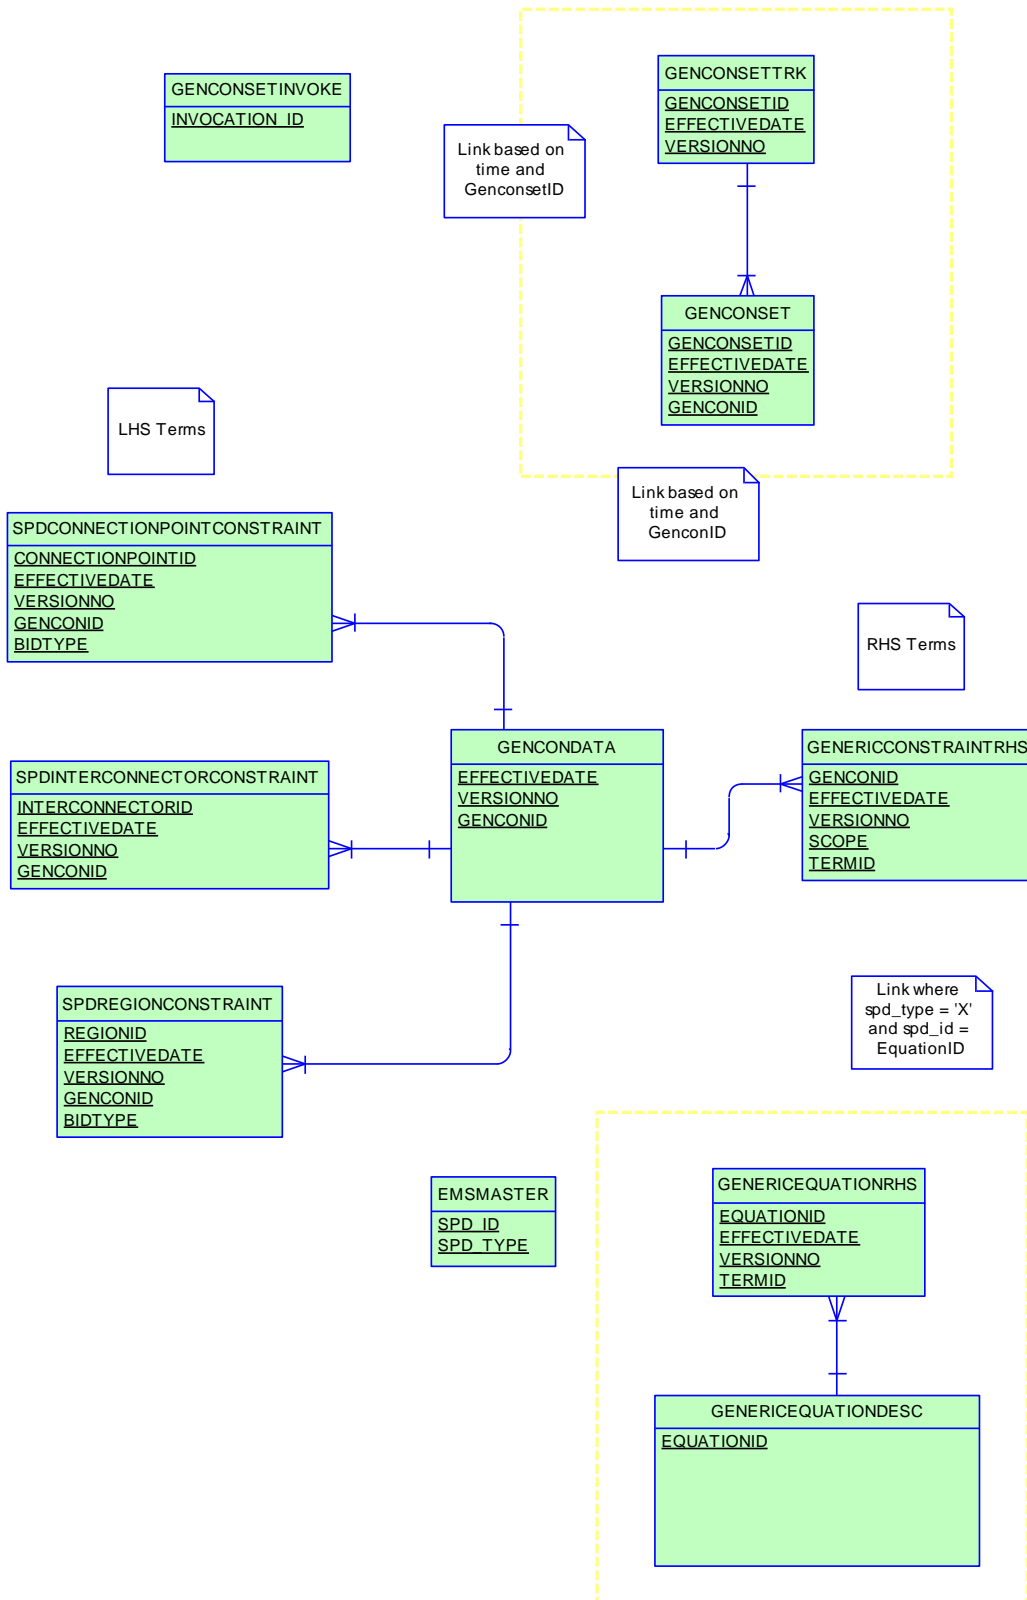 GENCONSETINVOKE
INVOCATION_ID
GENCONSETTRK
GENCONSETID
EFFECTIVEDATE
VERSIONNO
Link based on
time and
GenconsetID
GENCONSET
GENCONSETID
EFFECTIVEDATE
VERSIONNO
GENCONID
LHS Terms
Link based on
time and
GenconID
SPDCONNECTIONPOINTCONSTRAINT
CONNECTIONPOINTID
EFFECTIVEDATE
VERSIONNO
GENCONID
BIDTYPE
RHS Terms
GENCONDATA
EFFECTIVEDATE
VERSIONNO
GENCONID
GENERICCONSTRAINTRHS
GENCONID
EFFECTIVEDATE
VERSIONNO
SCOPE
TERMID
SPDINTERCONNECTORCONSTRAINT
INTERCONNECTORID
EFFECTIVEDATE
VERSIONNO
GENCONID
SPDREGIONCONSTRAINT
REGIONID
EFFECTIVEDATE
VERSIONNO
GENCONID
BIDTYPE
Link where
spd_type = 'X'
and spd_id =
EquationID
EMSMASTER
SPD_ID
SPD_TYPE
GENERICEQUATIONRHS
EQUATIONID
EFFECTIVEDATE
VERSIONNO
TERMID
GENERICEQUATIONDESC
EQUATIONID